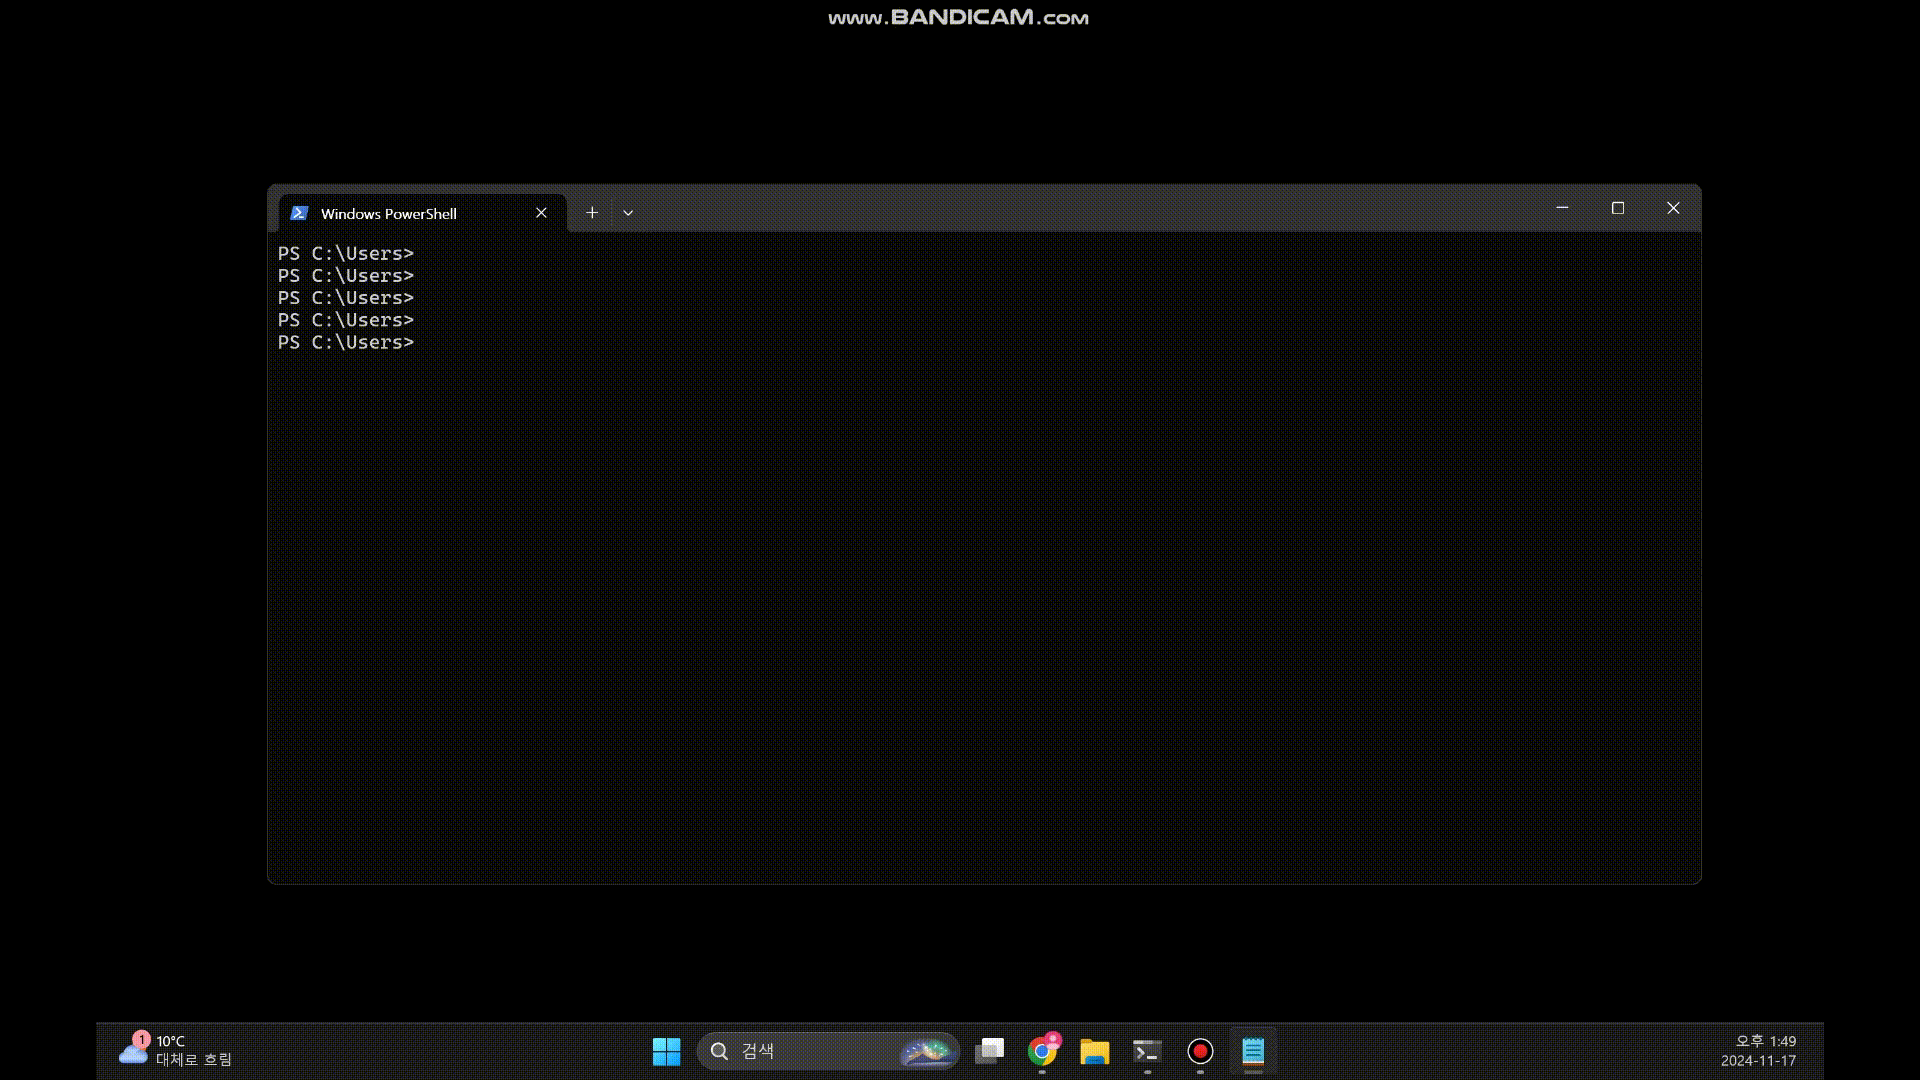 www.BANDICAM.com
Windows PowerShell
PS C:\Users>
PS C:\Users>
PS C:\Users>
PS C:\Users>
PS C:\Users>
1
10°C
대체로 흐림
검색
오후 1:49
2024-11-17